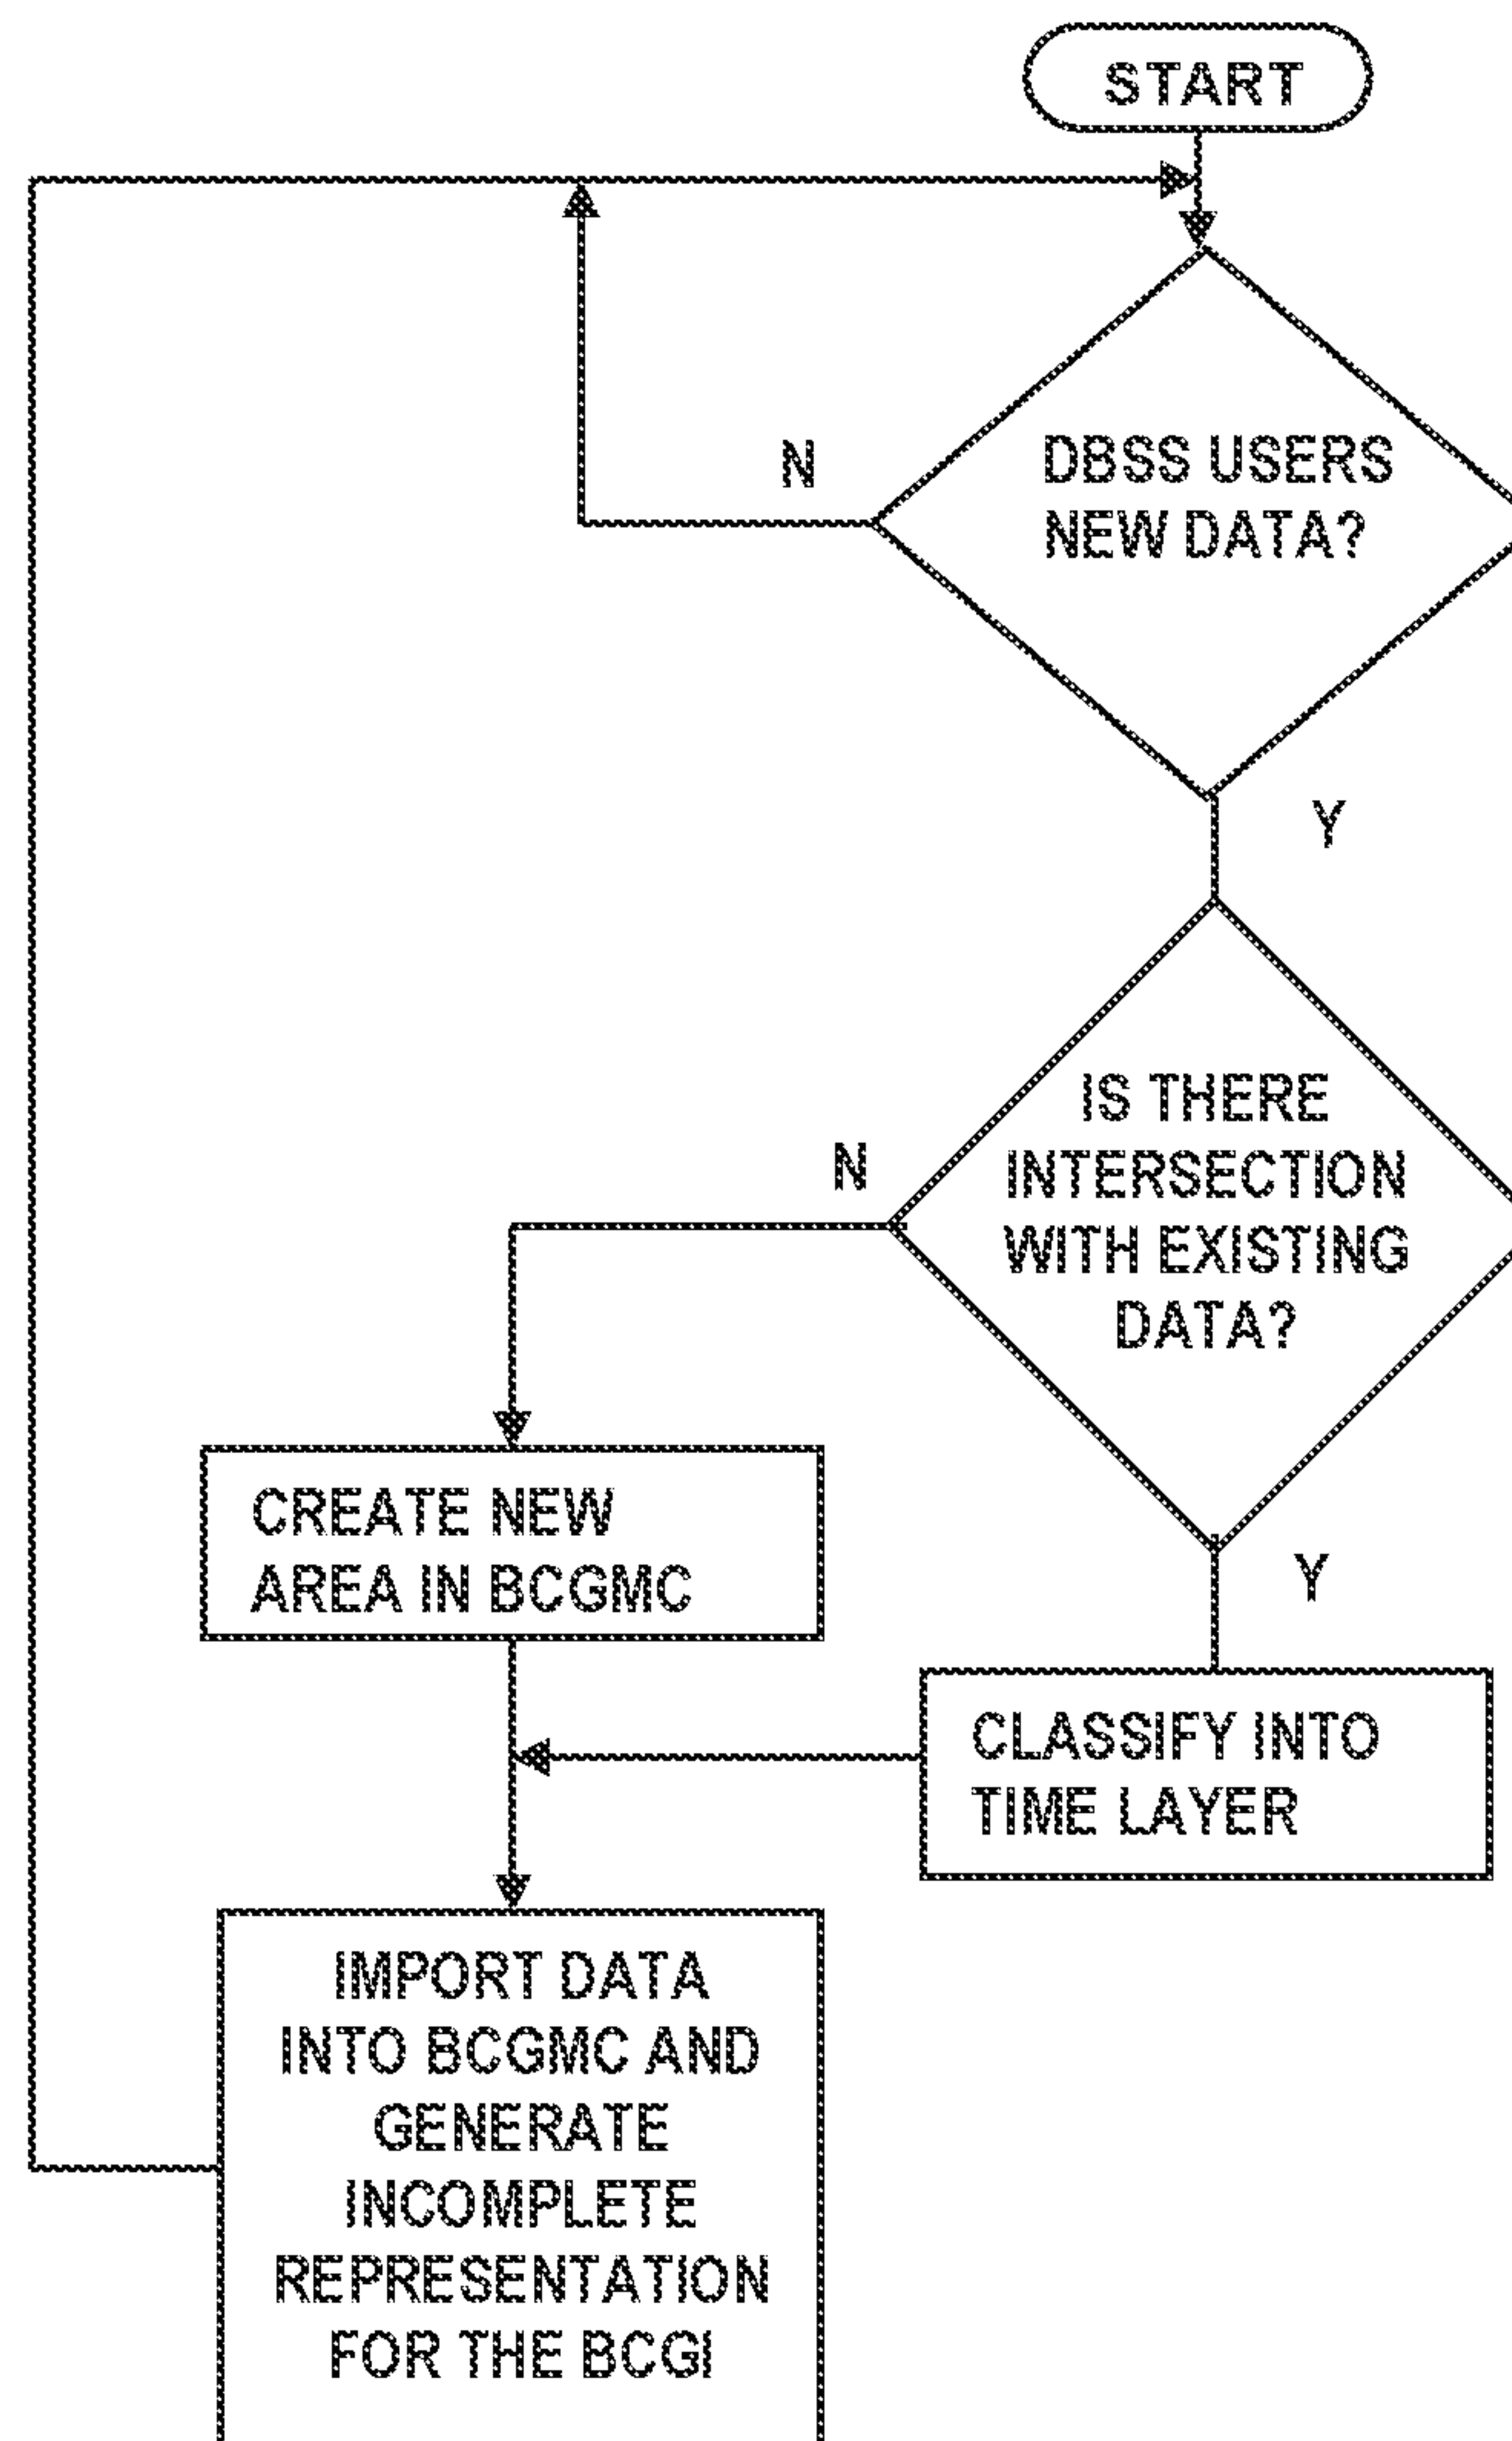 START
DBSS USERS
NEW DATA?
N
Y
IS THERE
INTERSECTION
WITH EXISTING
DATA?
N
Y
CREATE NEW
AREA IN BCGMC
CLASSIFY INTO
TIME LAYER
IMPORT DATA
INTO BCGMC AND
GENERATE
INCOMPLETE
REPRESENTATION
FOR THE BCGI